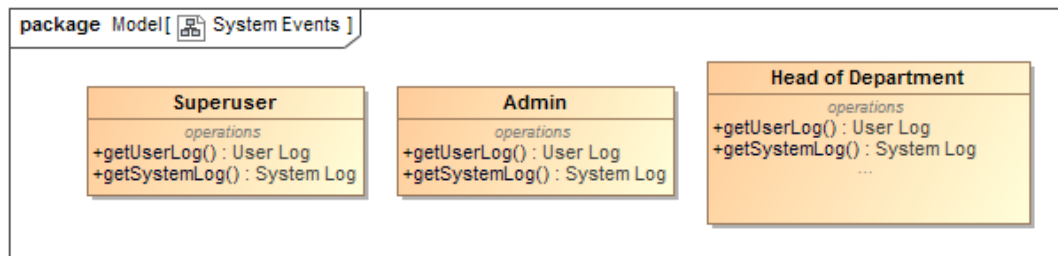 package Model[ System Events ]
Superuser
operations
+getUserLog() : User Log
+getSystemLog() : System Log
Admin
operations
+getUserLog() : User Log
+getSystemLog() : System Log
Head of Department
operations
+getUserLog() : User Log
+getSystemLog() : System Log
...